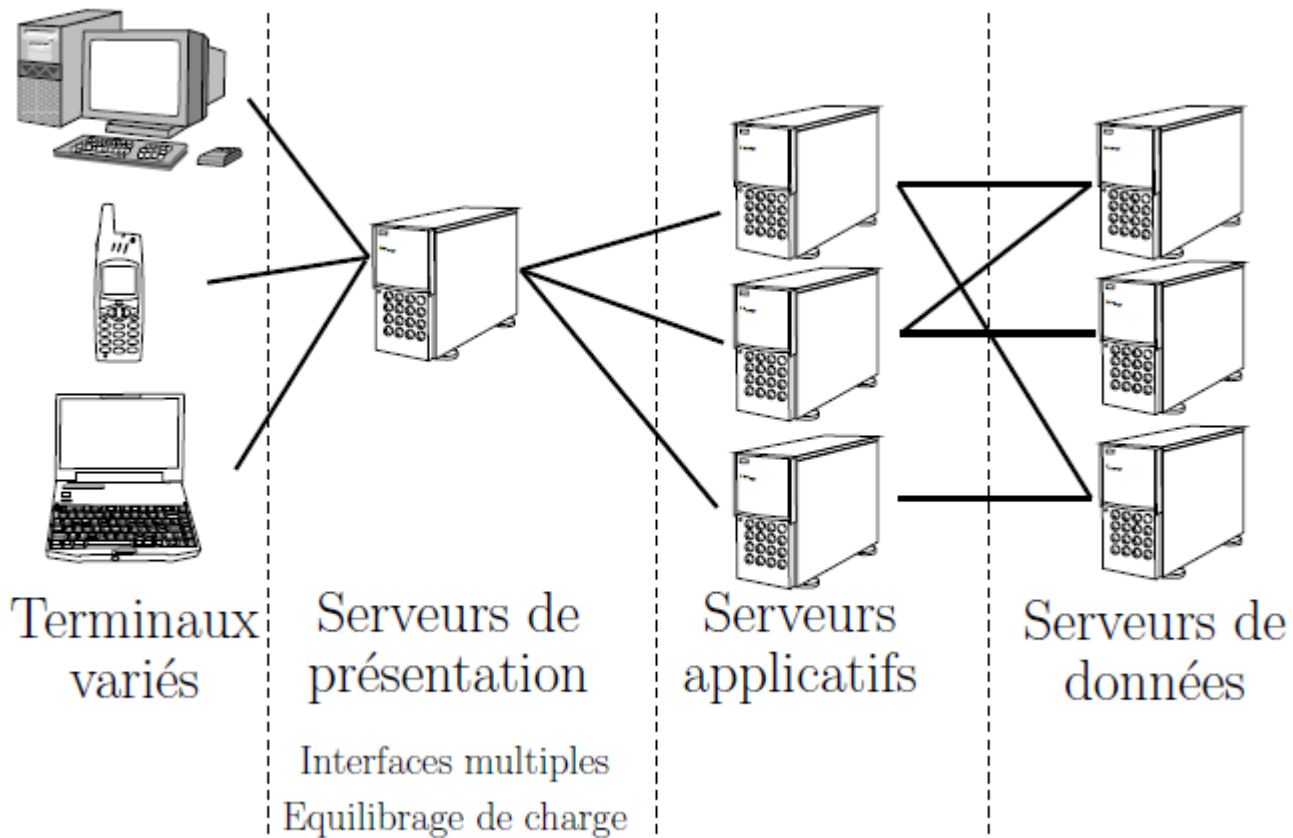 Terminaux
variés
Serveurs de
présentation
Interfaces multiples
Equilibrage de charge
Serveurs
applicatifs
Serveurs de
données